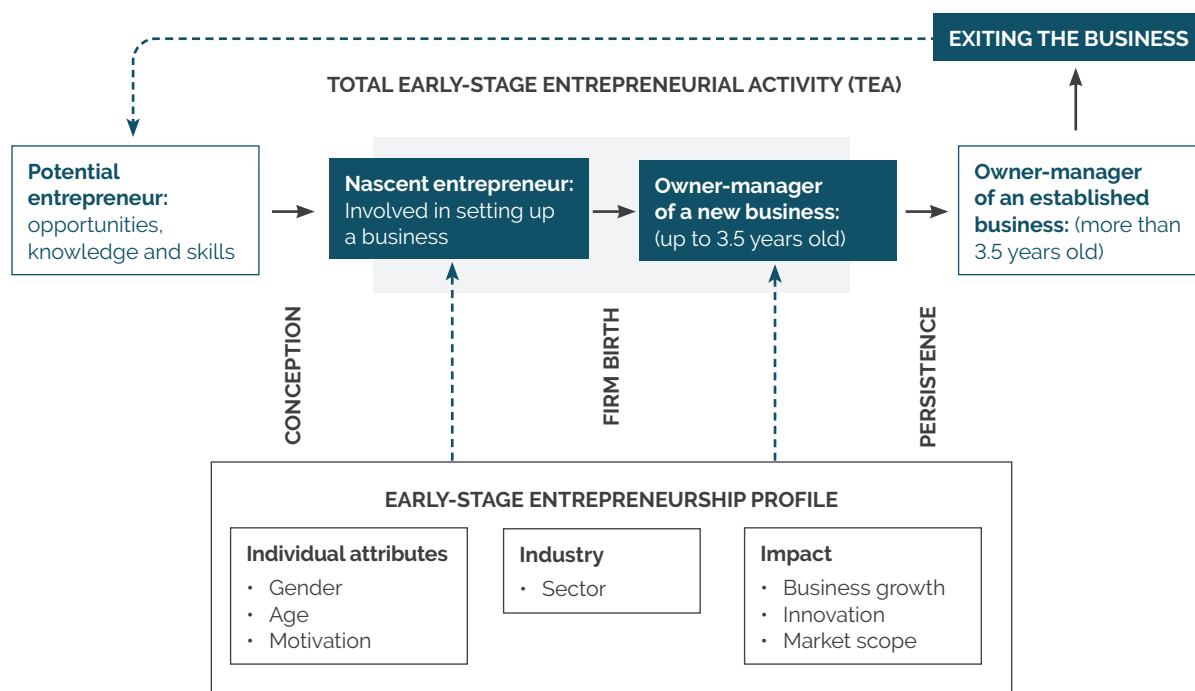 EXITING THE BUSINESS
TOTAL EARLY-STAGE ENTREPRENEURIAL ACTIVITY (TEA)
Potential
entrepreneur:
opportunities,
knowledge and skills
Nascent entrepreneur:
Involved in setting up
a business
Owner-manager
of a new business:
(up to 3.5 years old)
Owner-manager
of an established
business: (more than
3.5 years old)
CONCEPTION
FIRM BIRTH
PERSISTENCE
EARLY-STAGE ENTREPRENEURSHIP PROFILE
Individual attributes
• Gender
• Age
• Motivation
Industry
• Sector
Impact
• Business growth
• Innovation
• Market scope